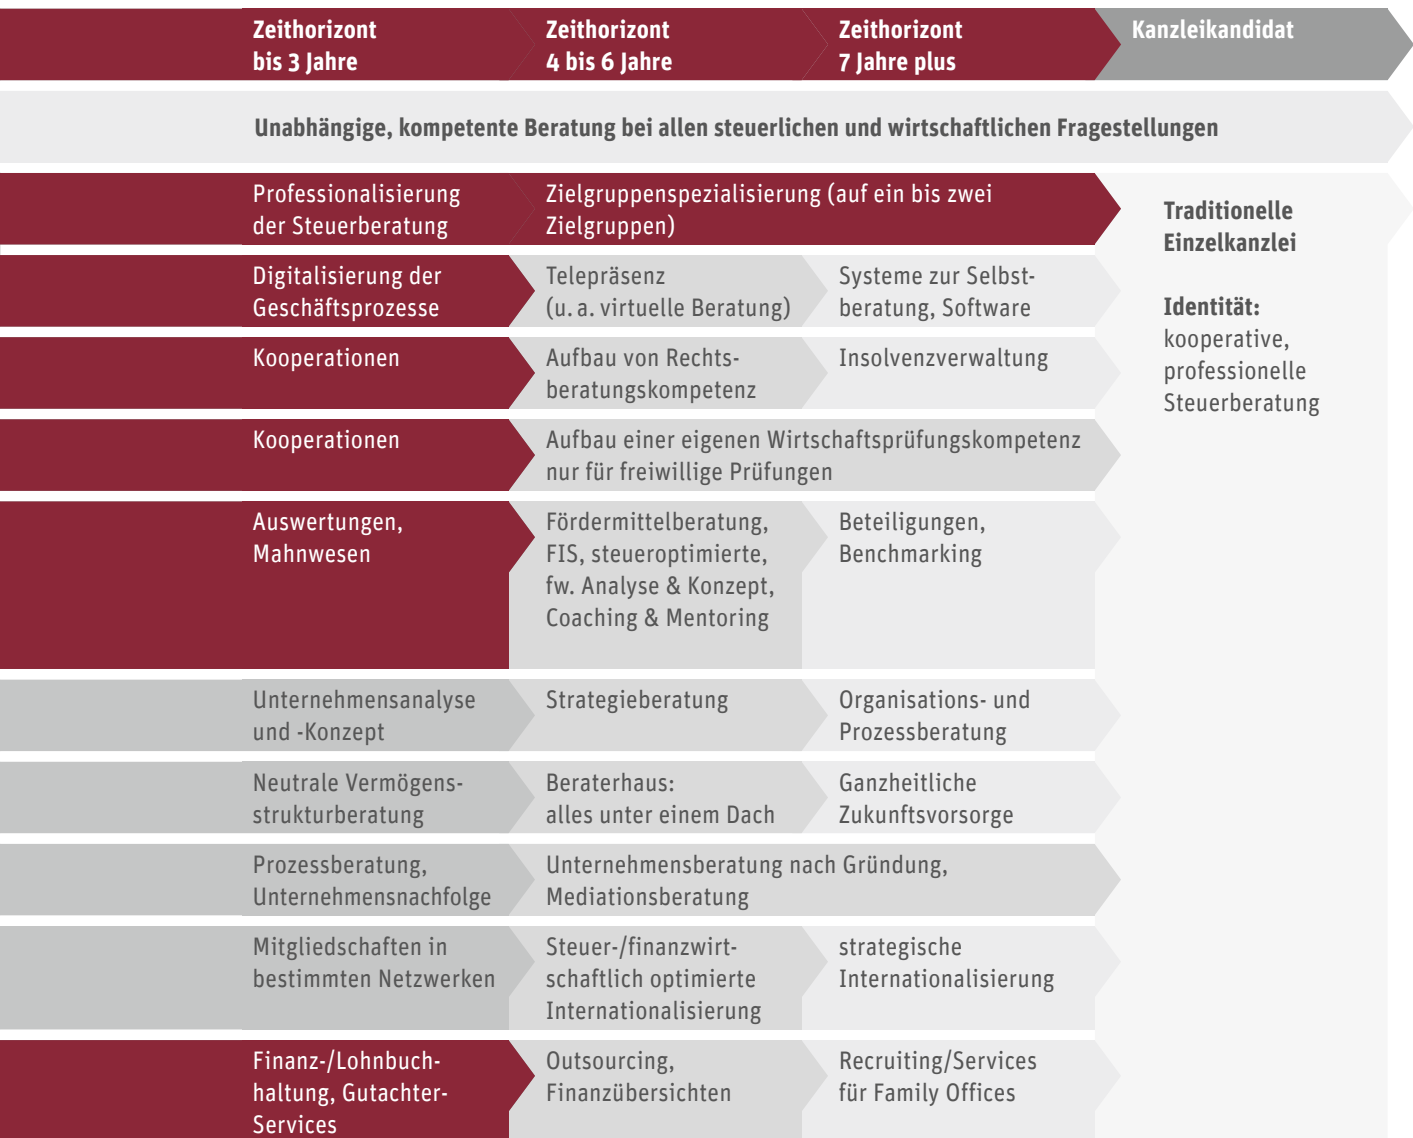 Zeithorizont
bis 3 Jahre
Zeithorizont
4 bis 6 Jahre
Zeithorizont
7 Jahre plus
Kanzleikandidat
Unabhängige, kompetente Beratung bei allen steuerlichen und wirtschaftlichen Fragestellungen
Professionalisierung
der Steuerberatung
Zielgruppenspezialisierung (auf ein bis zwei
Zielgruppen)
Traditionelle
Einzelkanzlei
Identität:
kooperative,
professionelle
Steuerberatung
Digitalisierung der
Geschäftsprozesse
Telepräsenz
(u. a. virtuelle Beratung)
Systeme zur Selbst-
beratung, Software
Kooperationen
Aufbau von Rechts-
beratungskompetenz
Insolvenzverwaltung
Kooperationen
Aufbau einer eigenen Wirtschaftsprüfungskompetenz
nur für freiwillige Prüfungen
Auswertungen,
Mahnwesen
Fördermittelberatung,
FIS, steueroptimierte,
fw. Analyse & Konzept,
Coaching & Mentoring
Beteiligungen,
Benchmarking
Unternehmensanalyse
und -Konzept
Strategieberatung
Organisations- und
Prozessberatung
Neutrale Vermögens-
strukturberatung
Beraterhaus:
alles unter einem Dach
Ganzheitliche
Zukunftsvorsorge
Prozessberatung,
Unternehmensnachfolge
Unternehmensberatung nach Gründung,
Mediationsberatung
Mitgliedschaften in
bestimmten Netzwerken
Steuer-/finanzwirt-
schaftlich optimierte
Internationalisierung
strategische
Internationalisierung
Finanz-/Lohnbuch-
haltung, Gutachter-
Services
Outsourcing,
Finanzübersichten
Recruiting/Services
für Family Offices